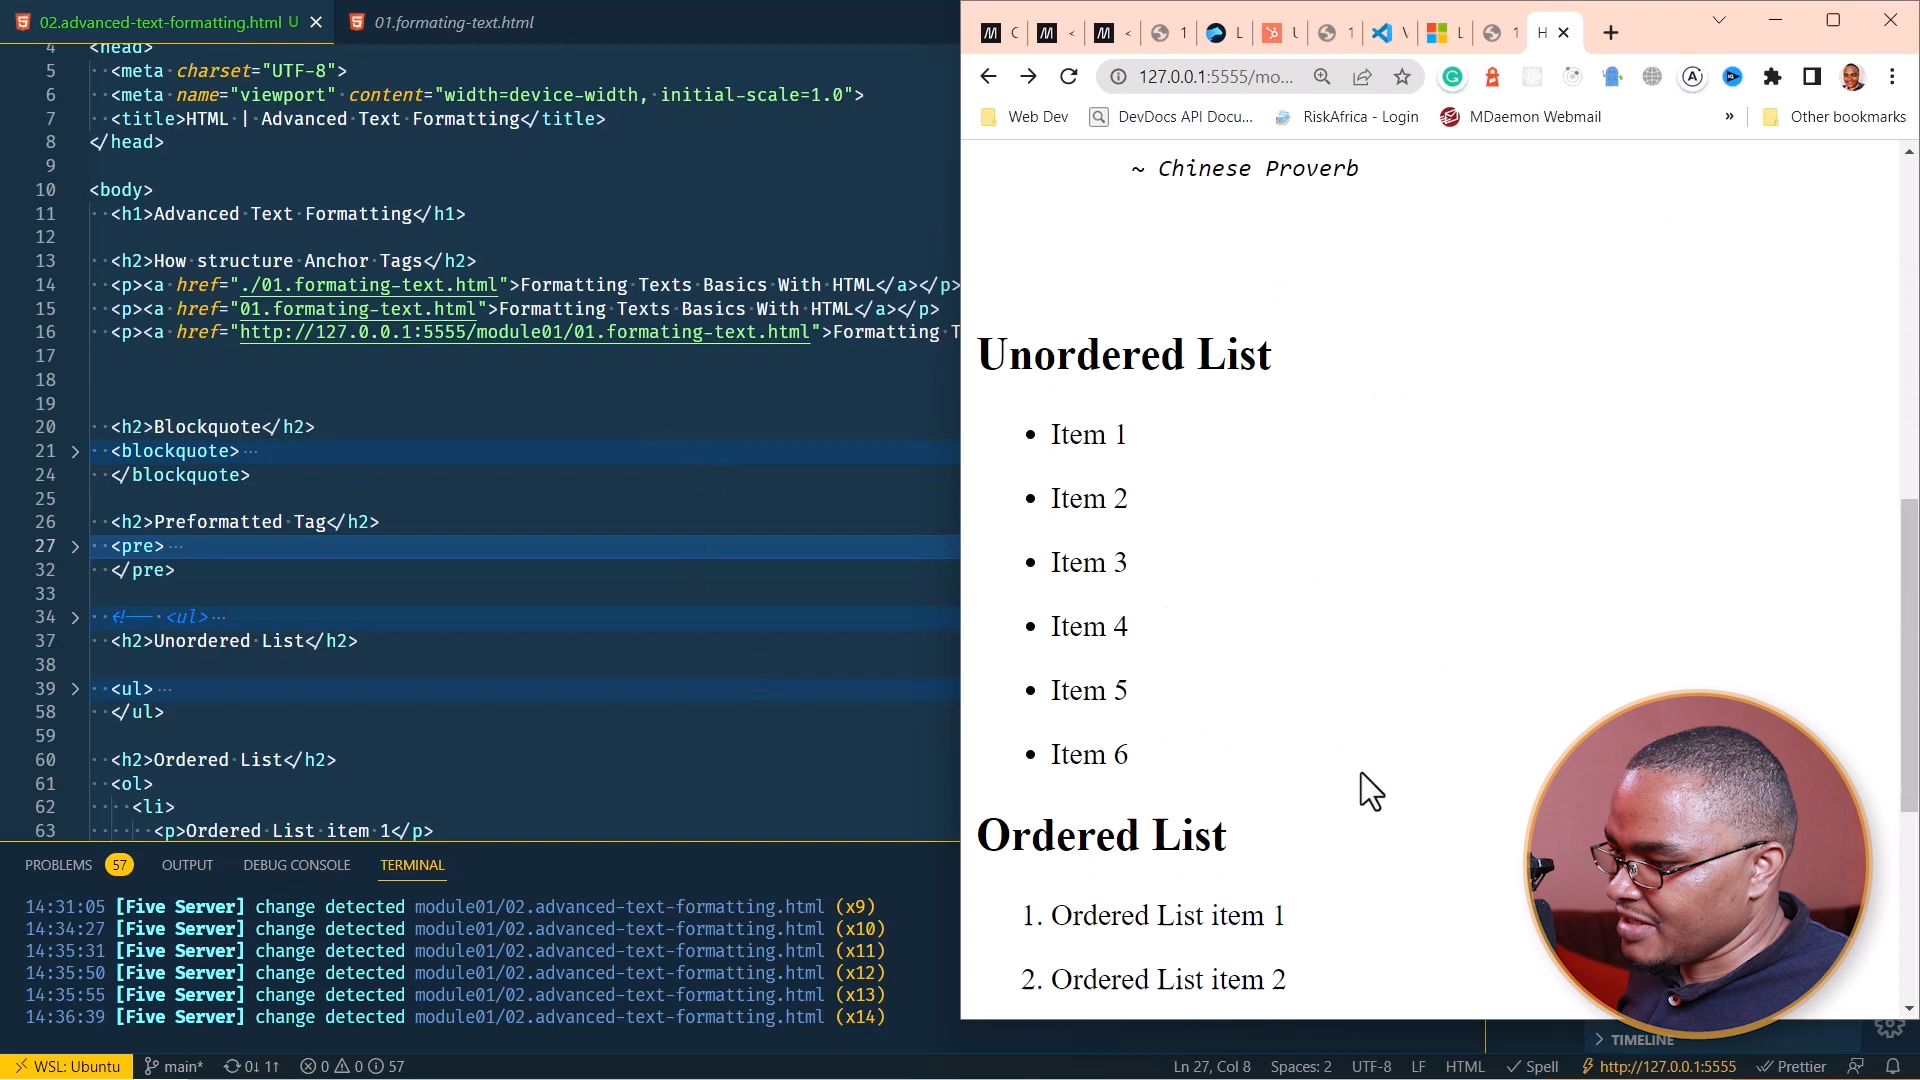 02.advanced-text-formatting.html U
01.formating-text.html
4 <head>
5 <meta charset="UTF-8">
6 <meta name="viewport" content="width=device-width, initial-scale=1.0">
7 <title>HTML | Advanced Text Formatting</title>
8 </head>
9
10 <body>
11 <h1>Advanced Text Formatting</h1>
12
13 <h2>How structure Anchor Tags</h2>
14 <p><a href="./01.formating-text.html">Formatting Texts Basics With HTML</a></p>
15 <p><a href="01.formating-text.html">Formatting Texts Basics With HTML</a></p>
16 <p><a href="http://127.0.0.1:5555/module01/01.formating-text.html">Formatting T
17
18
19
20 <h2>Blockquote</h2>
21 <blockquote> ...
24 </blockquote>
25
26 <h2>Preformatted Tag</h2>
27 <pre> ...
32 </pre>
33
34 <!-- <ul> ...
37 <h2>Unordered List</h2>
38
39 <ul> ...
58 </ul>
59
60 <h2>Ordered List</h2>
61 <ol>
62 <li>
63 <p>Ordered List item 1</p>
PROBLEMS 57 OUTPUT DEBUG CONSOLE TERMINAL
14:31:05 [Five Server] change detected module01/02.advanced-text-formatting.html (x9)
14:34:27 [Five Server] change detected module01/02.advanced-text-formatting.html (x10)
14:35:31 [Five Server] change detected module01/02.advanced-text-formatting.html (x11)
14:35:50 [Five Server] change detected module01/02.advanced-text-formatting.html (x12)
14:35:55 [Five Server] change detected module01/02.advanced-text-formatting.html (x13)
14:36:39 [Five Server] change detected module01/02.advanced-text-formatting.html (x14)
127.0.0.1:5555/mo...
Web Dev DevDocs API Docu... RiskAfrica - Login MDaemon Webmail » Other bookmarks
~ Chinese Proverb
Unordered List
• Item 1
• Item 2
• Item 3
• Item 4
• Item 5
• Item 6
Ordered List
1. Ordered List item 1
2. Ordered List item 2
TIMELINE
WSL: Ubuntu main* 0↓ 1↑ 0 0 57 Ln 27, Col 8 Spaces: 2 UTF-8 LF HTML Spell http://127.0.0.1:5555 Prettier